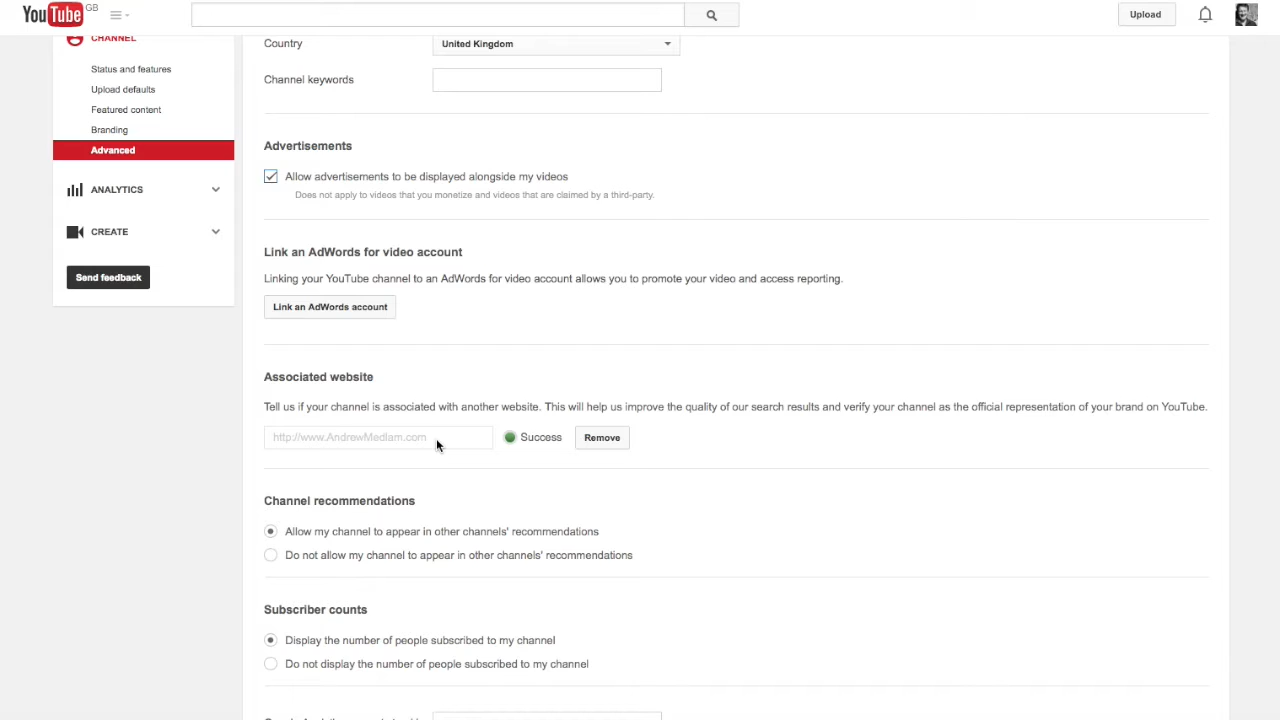 YouTube GB
Upload
CHANNEL
Status and features
Upload defaults
Featured content
Branding
Advanced
ANALYTICS
CREATE
Send feedback
Country United Kingdom
Channel keywords
Advertisements
Allow advertisements to be displayed alongside my videos
Does not apply to videos that you monetize and videos that are claimed by a third-party.
Link an AdWords for video account
Linking your YouTube channel to an AdWords for video account allows you to promote your video and access reporting.
Link an AdWords account
Associated website
Tell us if your channel is associated with another website. This will help us improve the quality of our search results and verify your channel as the official representation of your brand on YouTube.
http://www.AndrewMedlam.com Success Remove
Channel recommendations
Allow my channel to appear in other channels' recommendations
Do not allow my channel to appear in other channels' recommendations
Subscriber counts
Display the number of people subscribed to my channel
Do not display the number of people subscribed to my channel